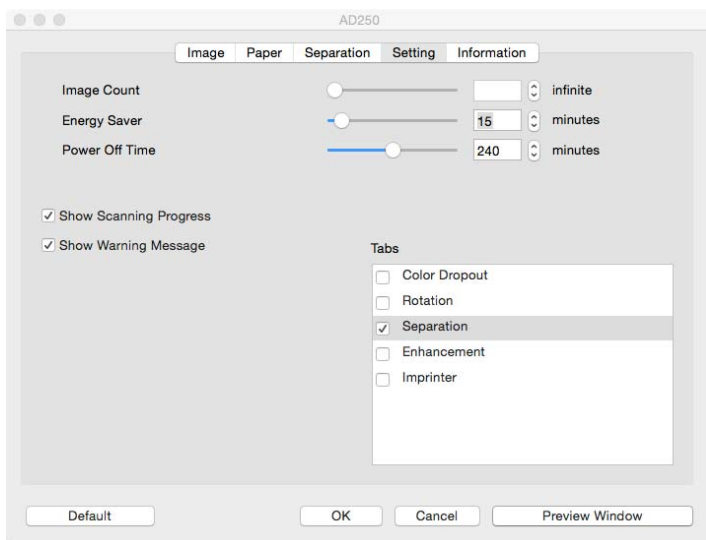 AD250
Image Paper Separation Setting Information
Image Count infinite
Energy Saver 15 minutes
Power Off Time 240 minutes
Show Scanning Progress
Show Warning Message
Tabs
Color Dropout
Rotation
Separation
Enhancement
Imprinter
Default OK Cancel Preview Window